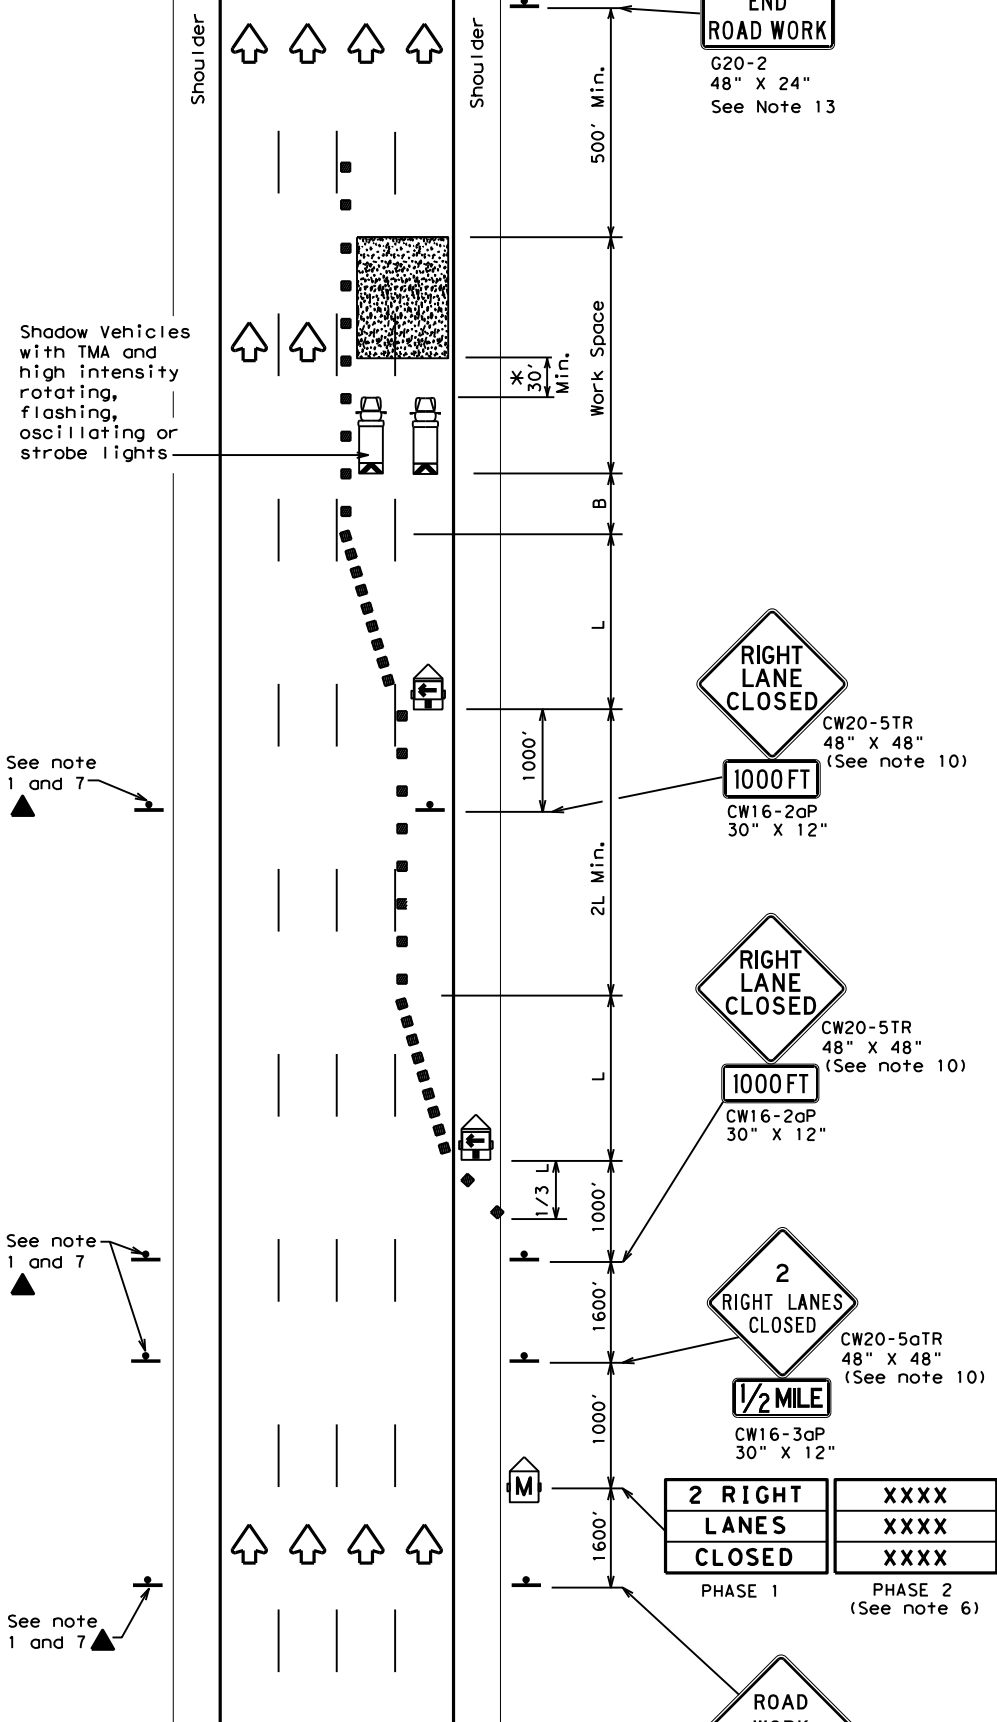 END
ROAD WORK
G20-2
48" X 24"
See Note 13
Shoulder
Shoulder
500' Min.
Shadow Vehicles
with TMA and
high intensity
rotating,
flashing,
oscillating or
strobe lights
*
30'
Min.
Work Space
B
L
RIGHT
LANE
CLOSED
CW20-5TR
48" X 48"
(See note 10)
1000 FT
CW16-2aP
30" X 12"
1000'
See note
1 and 7
2L Min.
RIGHT
LANE
CLOSED
CW20-5TR
48" X 48"
(See note 10)
1000 FT
CW16-2aP
30" X 12"
L
1/3 L
1000'
See note
1 and 7
1600'
2
RIGHT LANES
CLOSED
CW20-5aTR
48" X 48"
(See note 10)
1/2 MILE
CW16-3aP
30" X 12"
1000'
M
2 RIGHT
LANES
CLOSED
PHASE 1
XXXX
XXXX
XXXX
PHASE 2
(See note 6)
1600'
See note
1 and 7
ROAD